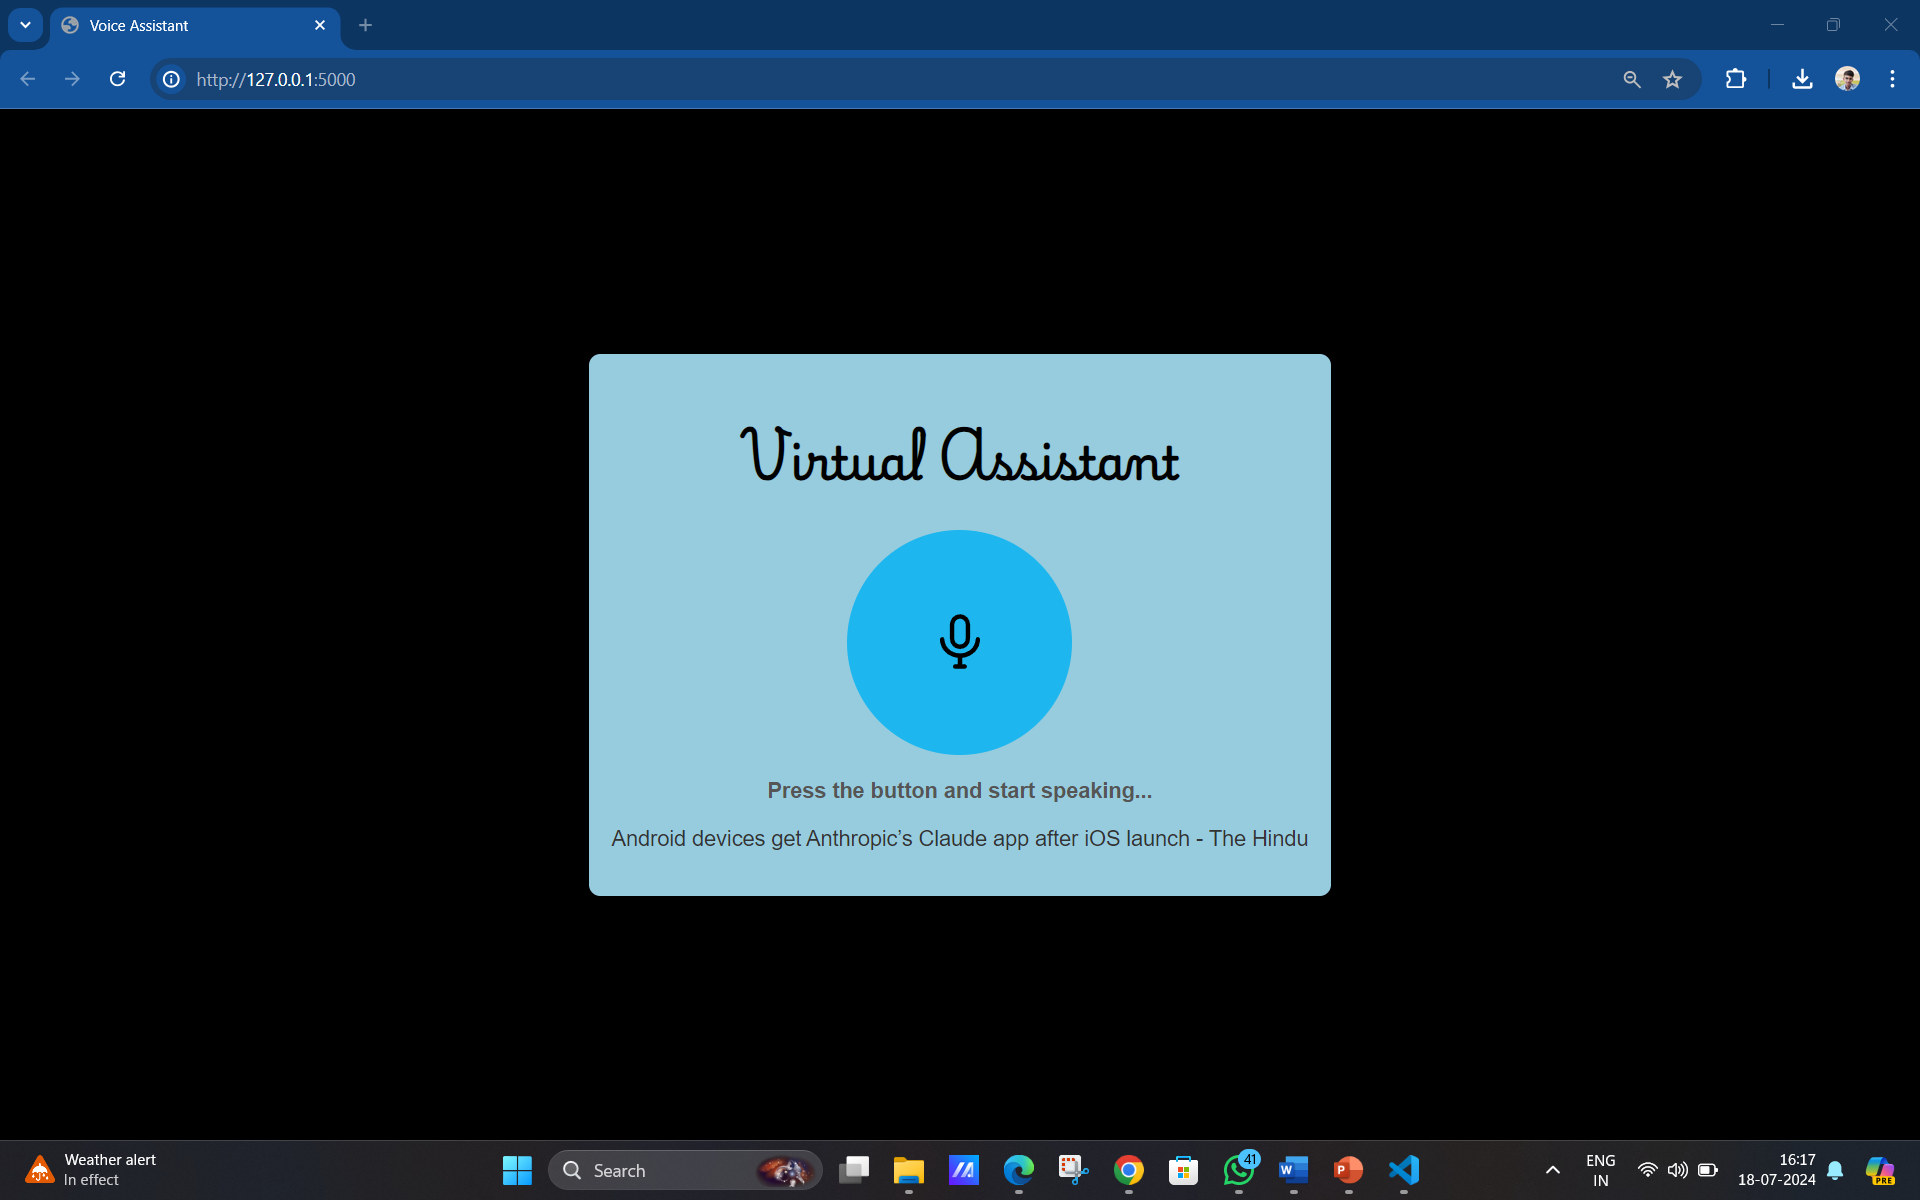 Voice Assistant
http://127.0.0.1:5000
Virtual Assistant
Press the button and start speaking...
Android devices get Anthropic’s Claude app after iOS launch - The Hindu
Weather alert
In effect
Search
41
W
P
PRE
ENG
IN
16:17
18-07-2024